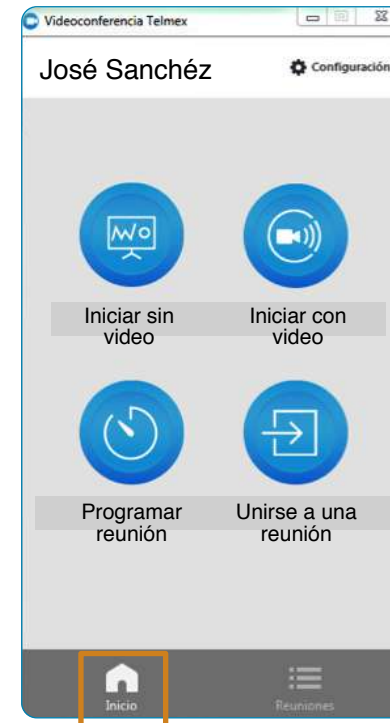 Videoconferencia Telmex
José Sanchéz
Configuración
Iniciar sin
video
Iniciar con
video
Programar
reunión
Unirse a una
reunión
Inicio
Reuniones